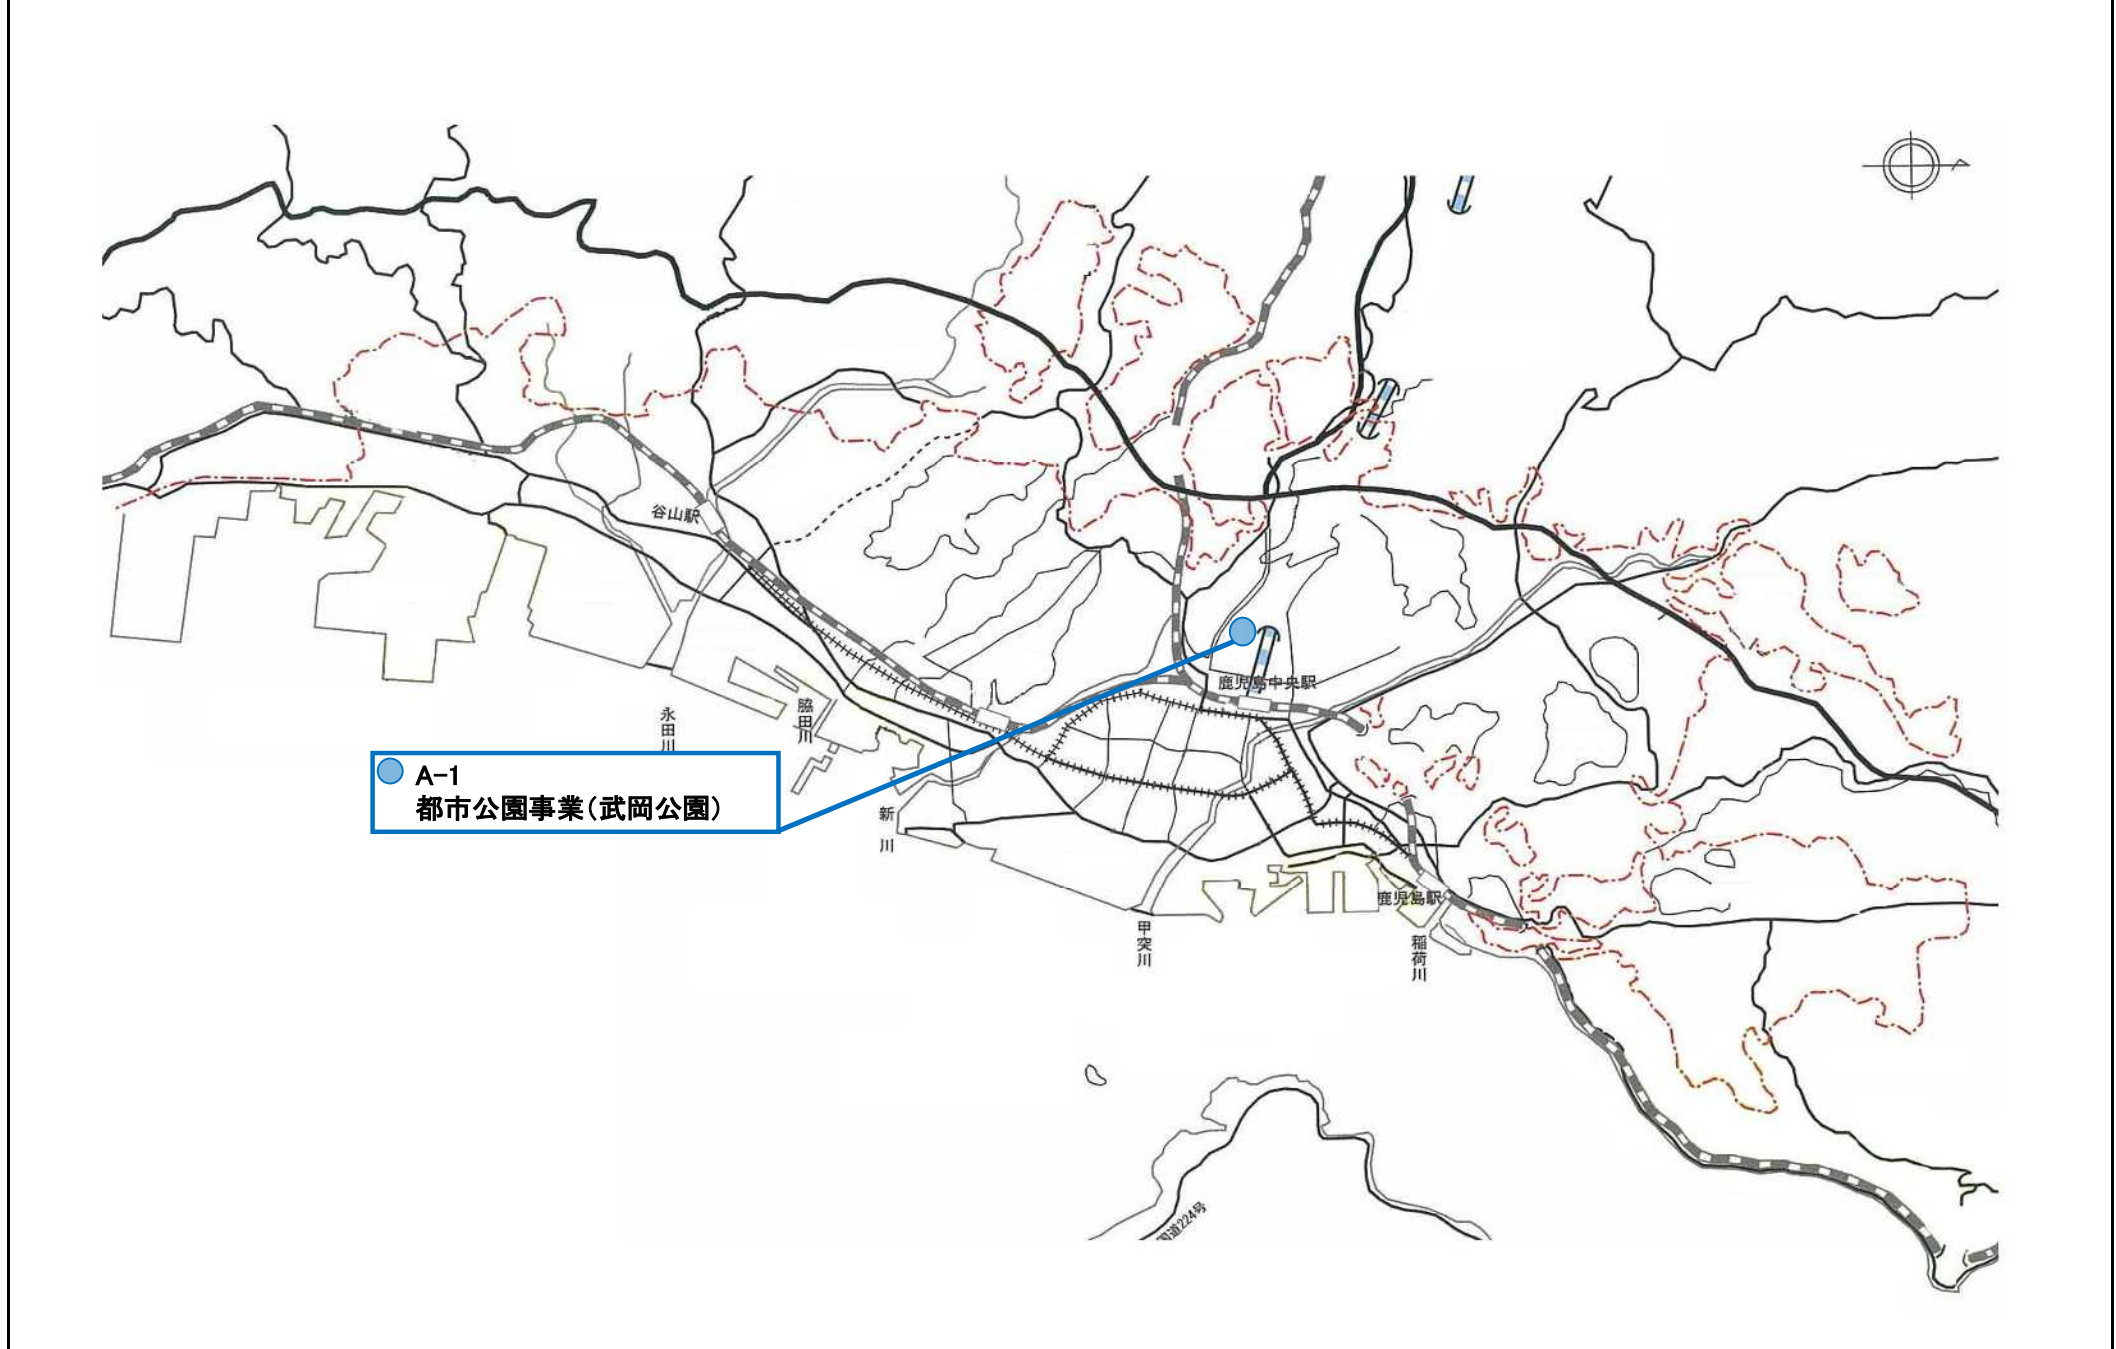 谷山駅
鹿児島中央駅
永田川
脇田川
A-1
都市公園事業(武岡公園)
新川
鹿児島駅
甲突川
稲荷川
国道224号